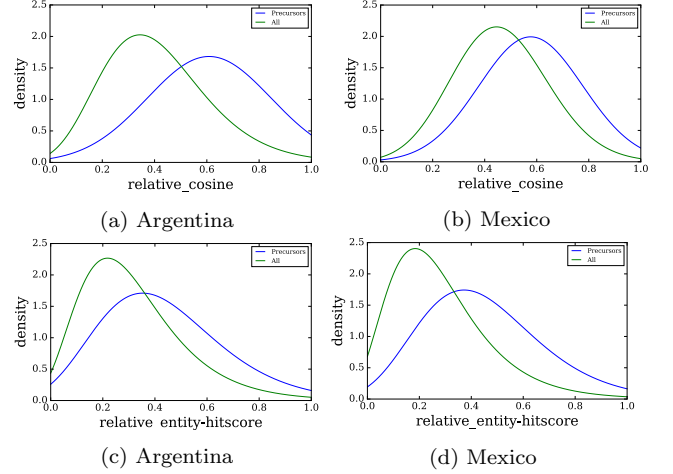 2.5
2.0
1.5
1.0
0.5
0.0
density
Precursors
All
0.0 0.2 0.4 0.6 0.8 1.0
relative_cosine
(a) Argentina
2.5
2.0
1.5
1.0
0.5
0.0
density
Precursors
All
0.0 0.2 0.4 0.6 0.8 1.0
relative_cosine
(b) Mexico
2.5
2.0
1.5
1.0
0.5
0.0
density
Precursors
All
0.0 0.2 0.4 0.6 0.8 1.0
relative entity-hitscore
(c) Argentina
2.5
2.0
1.5
1.0
0.5
0.0
density
Precursors
All
0.0 0.2 0.4 0.6 0.8 1.0
relative_entity-hitscore
(d) Mexico